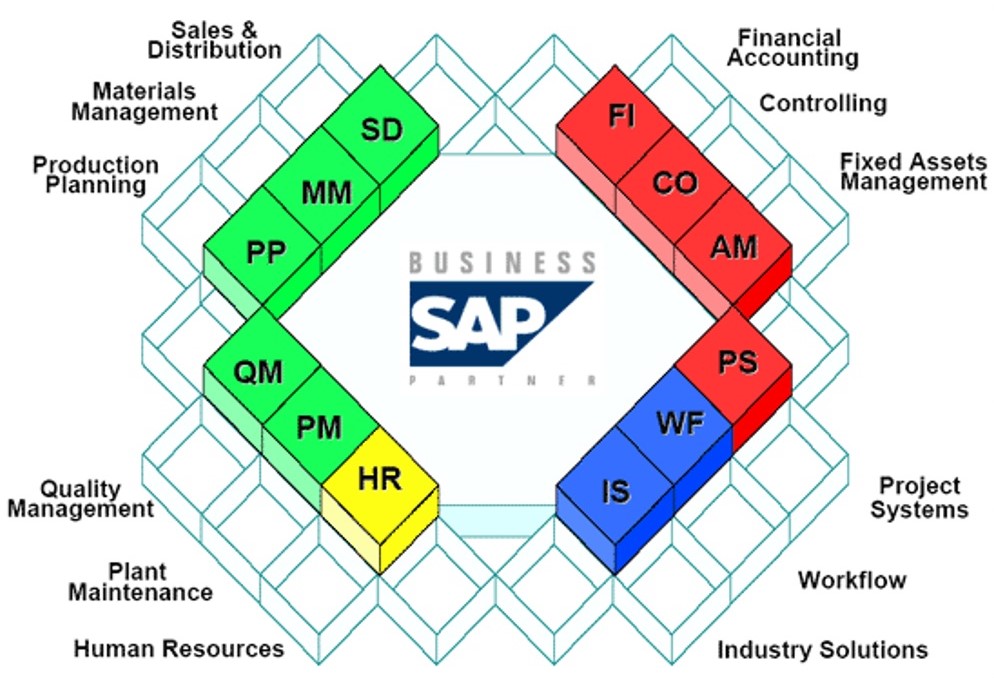 Sales &
Distribution
Materials
Management
Production
Planning
Financial
Accounting
Controlling
Fixed Assets
Management
SD
MM
PP
FI
CO
AM
BUSINESS
SAP
PARTNER
QM
PM
HR
PS
WF
IS
Quality
Management
Plant
Maintenance
Human Resources
Project
Systems
Workflow
Industry Solutions